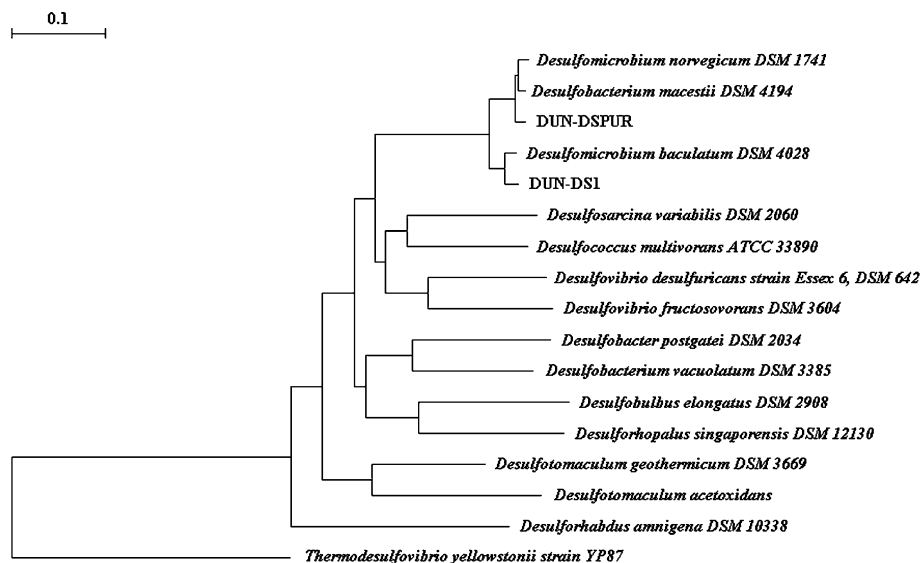 0.1
Desulfomicrobium norvegicum DSM 1741
Desulfobacterium macestii DSM 4194
DUN-DSPUR
Desulfomicrobium baculatum DSM 4028
DUN-DS1
Desulfosarcina variabilis DSM 2060
Desulfococcus multivorans ATCC 33890
Desulfovibrio desulfuricans strain Essex 6, DSM 642
Desulfovibrio fructosovorans DSM 3604
Desulfobacter postgatei DSM 2034
Desulfobacterium vacuolatum DSM 3385
Desulfobulbus elongatus DSM 2908
Desulforhopalus singaporensis DSM 12130
Desulfotomaculum geothermicum DSM 3669
Desulfotomaculum acetoxidans
Desulforhabdus amnigena DSM 10338
Thermodesulfovibrio yellowstonii strain YP87